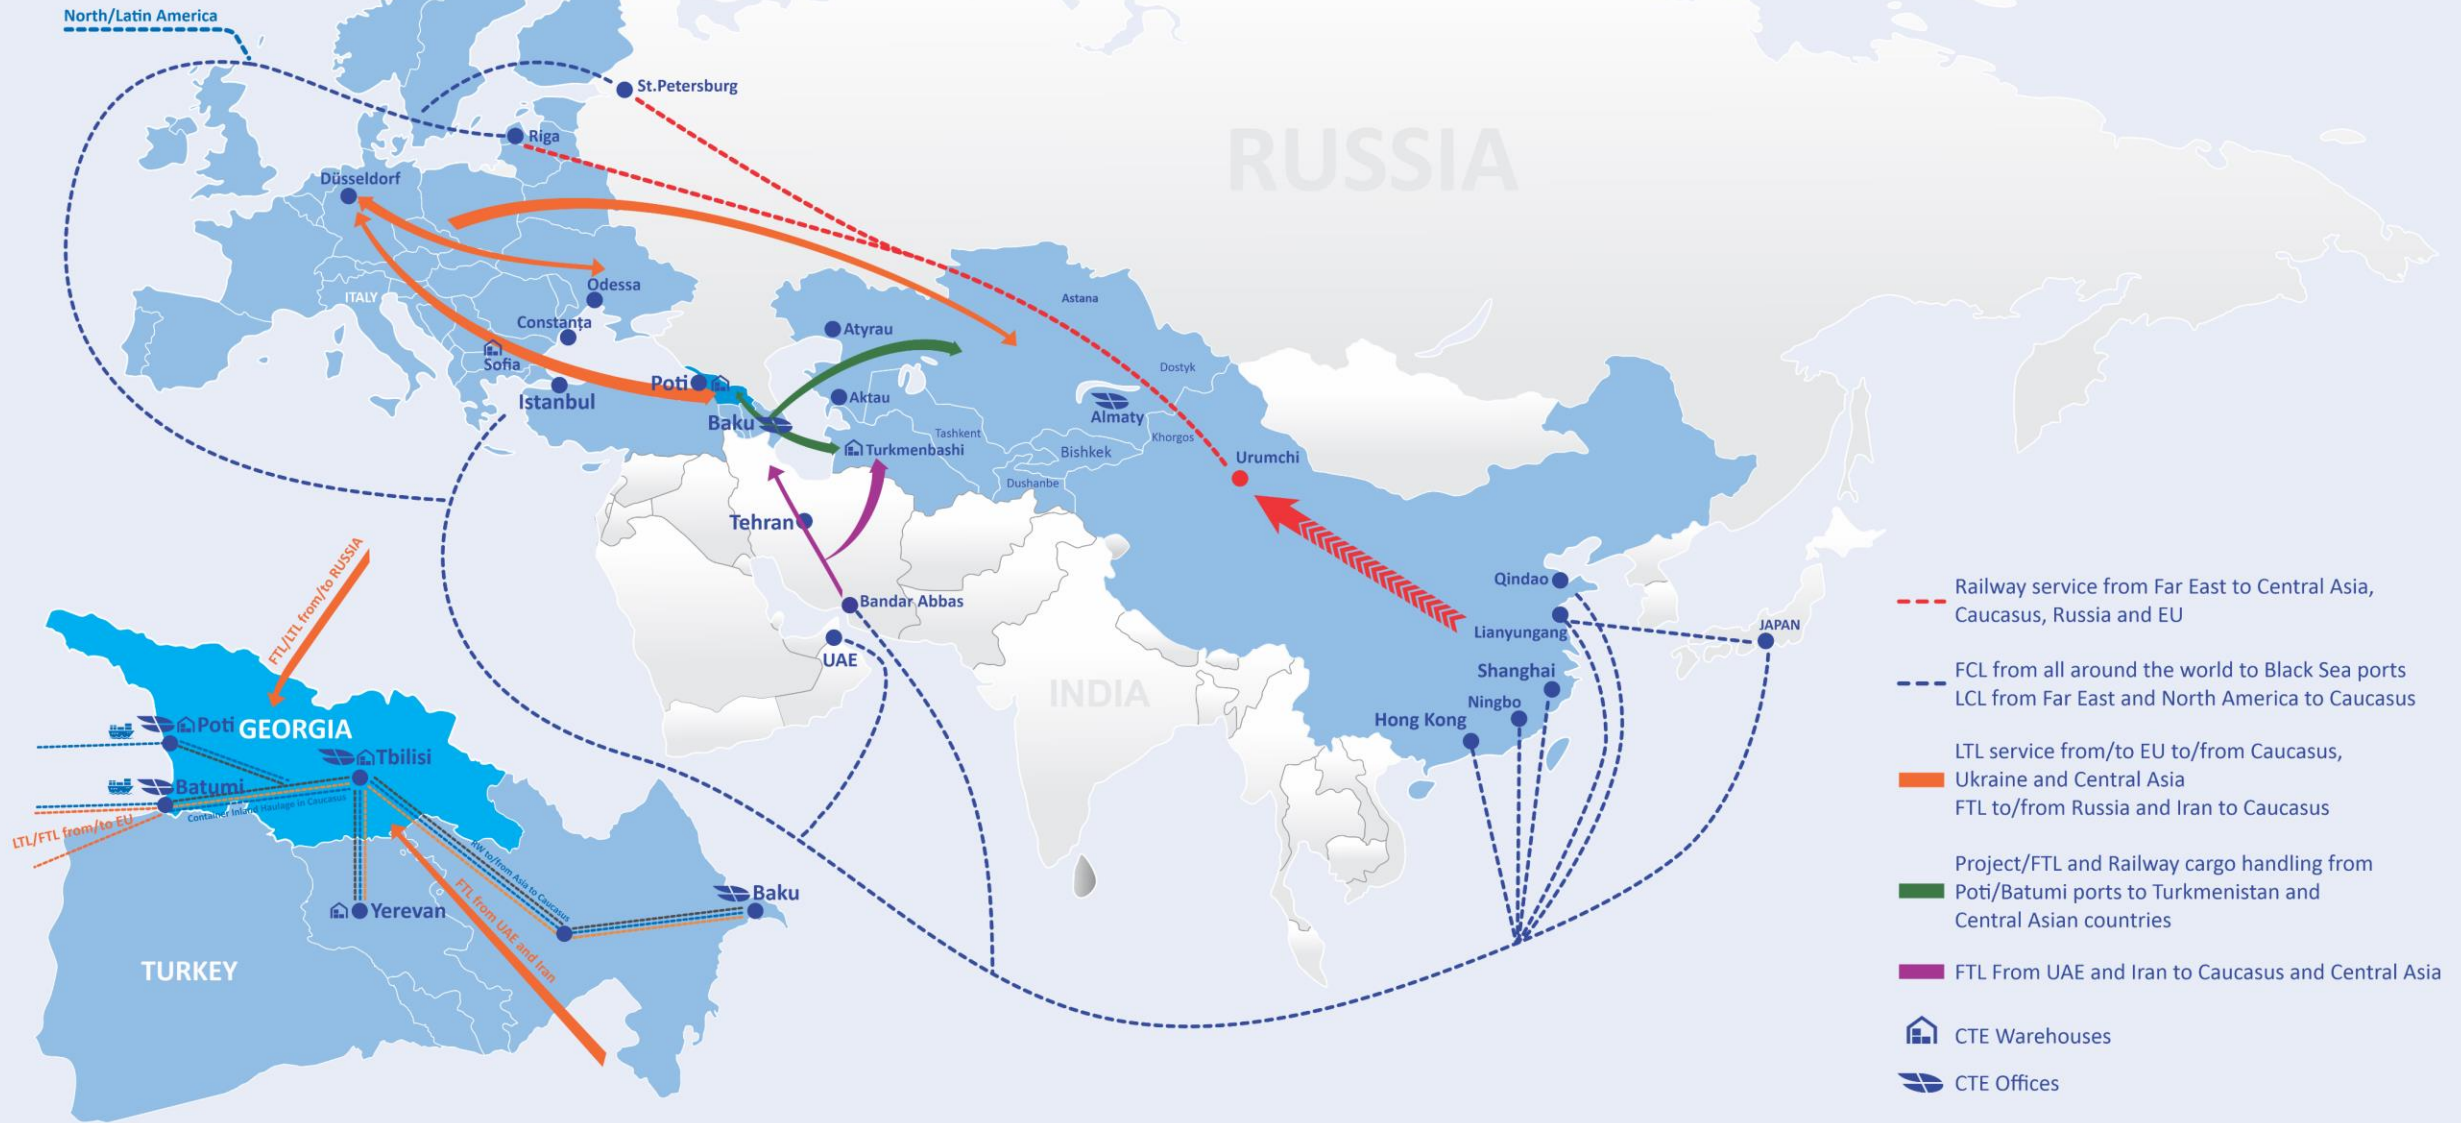 North/Latin America
St.Petersburg
Riga
RUSSIA
Düsseldorf
Odessa
ITALY
Astana
Constanța
Atyrau
Sofia
Dostyk
Poti
Istanbul
Aktau
Almaty
Baku
Tashkent
Khorgos
Turkmenbashi
Bishkek
Urumchi
Dushanbe
Tehran
Bandar Abbas
UAE
INDIA
Qindao
Lianyungang
JAPAN
Shanghai
Ningbo
Hong Kong
FTL/LTL from/to RUSSIA
Poti
GEORGIA
Tbilisi
Batumi
Container Inland Haulage in Caucasus
LTL/FTL from/to EU
RW to/from Asia to Caucasus
FTL from UAE and Iran
Baku
Yerevan
TURKEY
Railway service from Far East to Central Asia,
Caucasus, Russia and EU
FCL from all around the world to Black Sea ports
LCL from Far East and North America to Caucasus
LTL service from/to EU to/from Caucasus,
Ukraine and Central Asia
FTL to/from Russia and Iran to Caucasus
Project/FTL and Railway cargo handling from
Poti/Batumi ports to Turkmenistan and
Central Asian countries
FTL From UAE and Iran to Caucasus and Central Asia
CTE Warehouses
CTE Offices